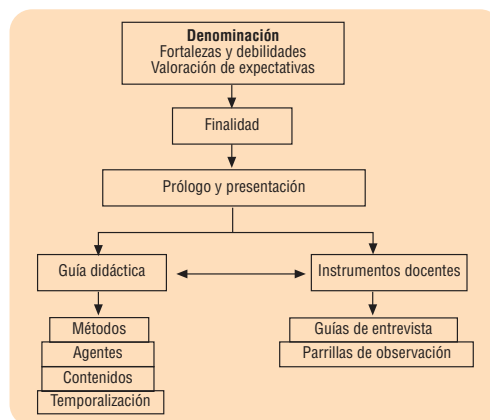 Denominación
Fortalezas y debilidades
Valoración de expectativas
Finalidad
Prólogo y presentación
Guía didáctica
Instrumentos docentes
Métodos
Agentes
Contenidos
Temporalización
Guías de entrevista
Parrillas de observación